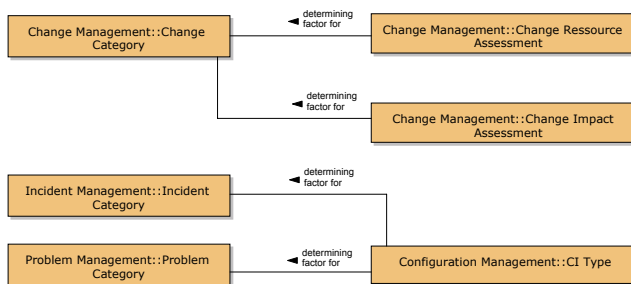 determining
factor for
Change Management::Change
Category
Change Management::Change Ressource
Assessment
determining
factor for
Change Management::Change Impact
Assessment
determining
factor for
Incident Management::Incident
Category
determining
factor for
Problem Management::Problem
Category
Configuration Management::CI Type